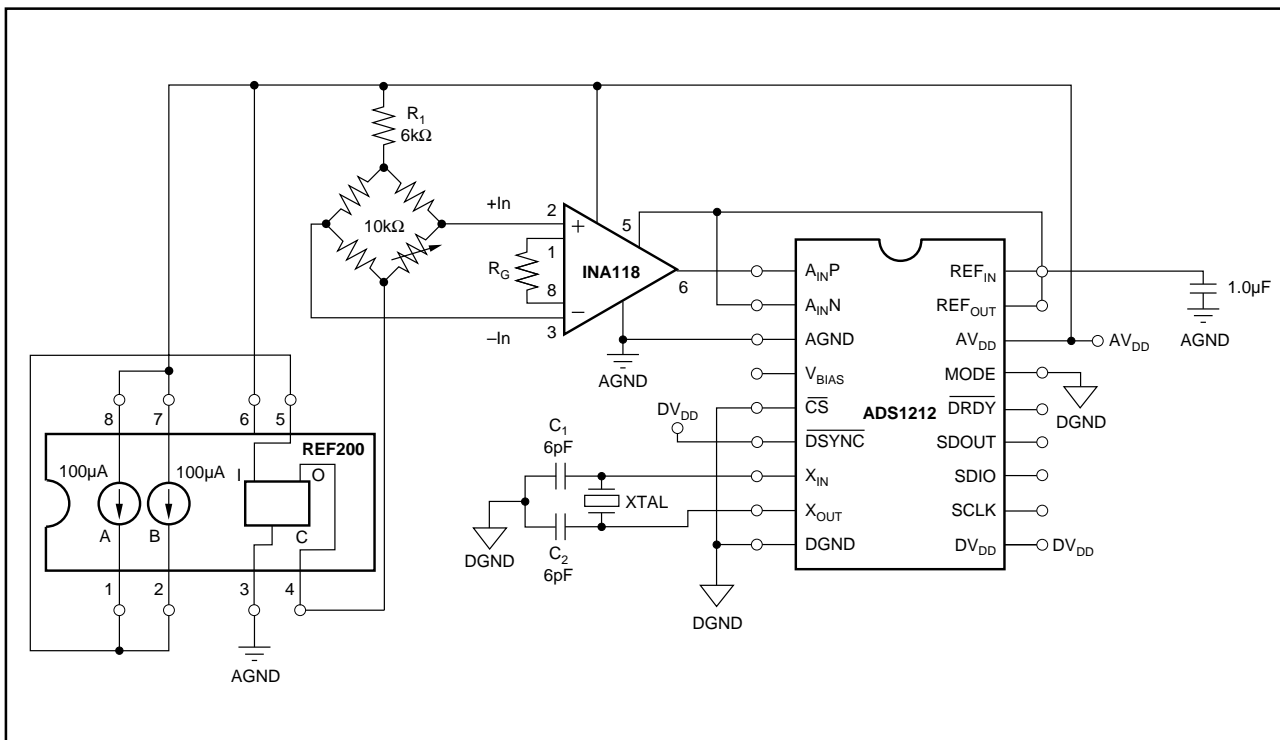 R1
6kΩ
10kΩ
+In
–In
RG
2
1
8
3
5
6
+
–
INA118
AGND
8
7
6
5
REF200
100µA
100µA
I
O
A
B
C
1
2
3
4
AGND
AINP
AINN
AGND
VBIAS
CS
DSYNC
XIN
XOUT
DGND
ADS1212
REFIN
REFOUT
AVDD
MODE
DRDY
SDOUT
SDIO
SCLK
DVDD
1.0µF
AGND
AVDD
DGND
DVDD
DVDD
C1
6pF
XTAL
C2
6pF
DGND
DGND